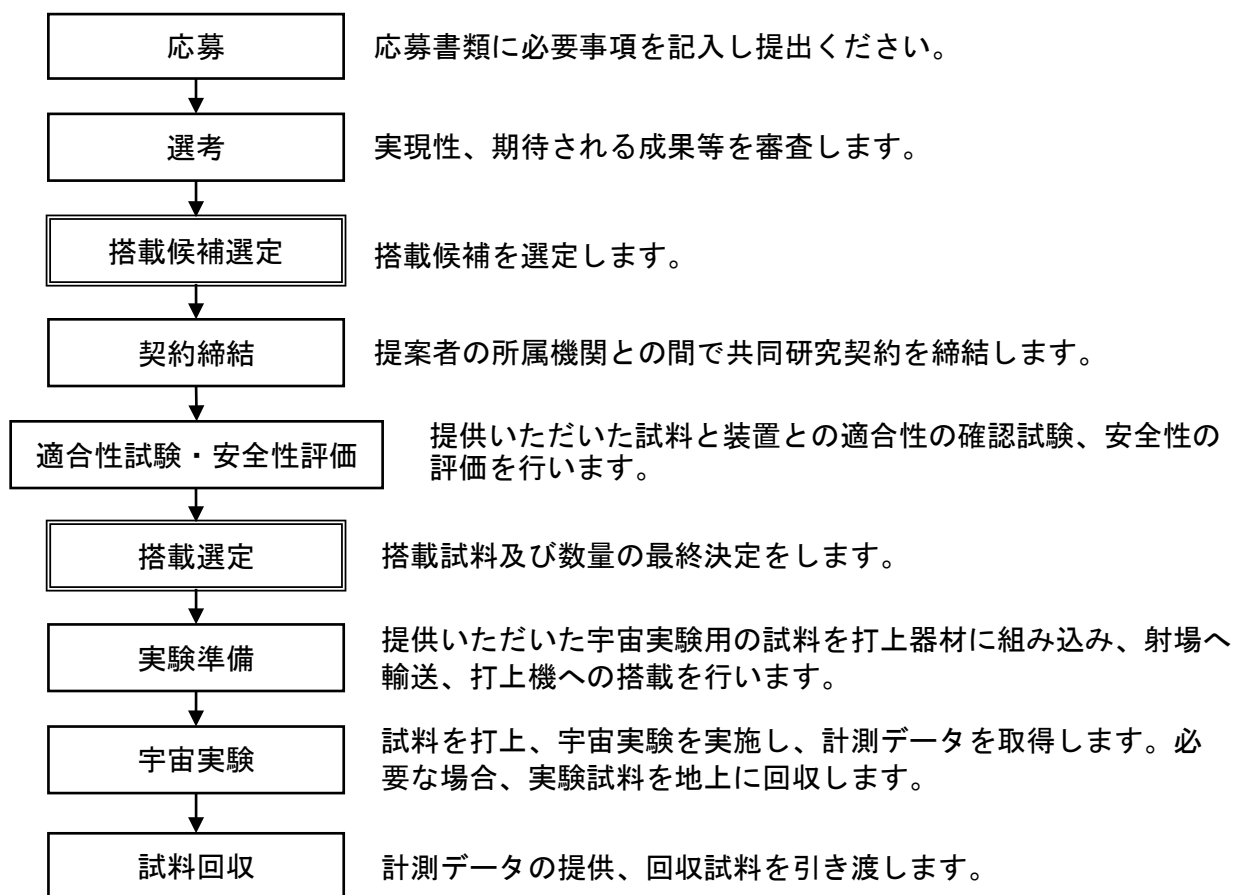 応募
応募書類に必要事項を記入し提出ください。
選考
実現性、期待される成果等を審査します。
搭載候補選定
搭載候補を選定します。
契約締結
提案者の所属機関との間で共同研究契約を締結します。
適合性試験・安全性評価
提供いただいた試料と装置との適合性の確認試験、安全性の
評価を行います。
搭載選定
搭載試料及び数量の最終決定をします。
実験準備
提供いただいた宇宙実験用の試料を打上器材に組み込み、射場へ
輸送、打上機への搭載を行います。
宇宙実験
試料を打上、宇宙実験を実施し、計測データを取得します。必
要な場合、実験試料を地上に回収します。
試料回収
計測データの提供、回収試料を引き渡します。